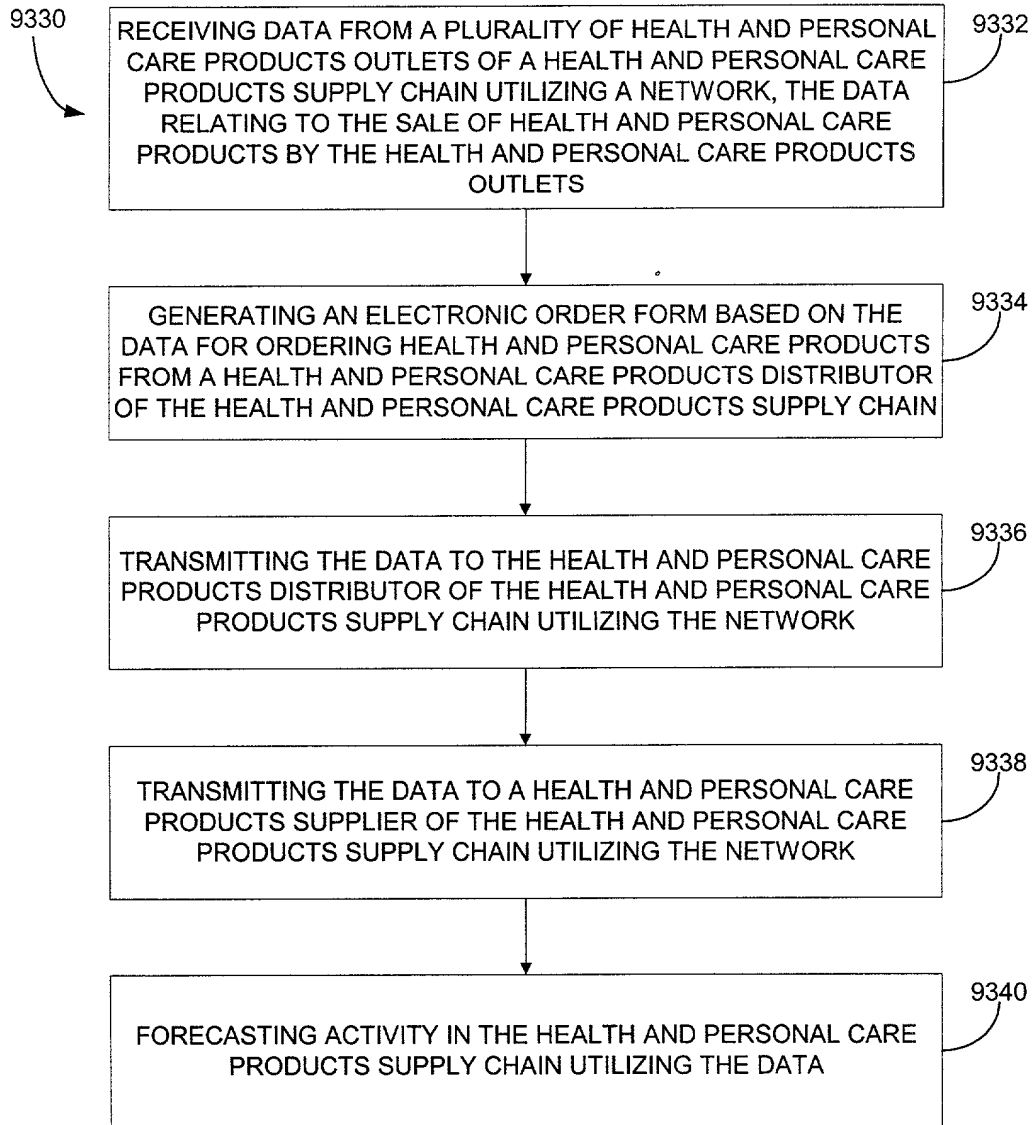 9330
RECEIVING DATA FROM A PLURALITY OF HEALTH AND PERSONAL
CARE PRODUCTS OUTLETS OF A HEALTH AND PERSONAL CARE
PRODUCTS SUPPLY CHAIN UTILIZING A NETWORK, THE DATA
RELATING TO THE SALE OF HEALTH AND PERSONAL CARE
PRODUCTS BY THE HEALTH AND PERSONAL CARE PRODUCTS
OUTLETS
9332
GENERATING AN ELECTRONIC ORDER FORM BASED ON THE
DATA FOR ORDERING HEALTH AND PERSONAL CARE PRODUCTS
FROM A HEALTH AND PERSONAL CARE PRODUCTS DISTRIBUTOR
OF THE HEALTH AND PERSONAL CARE PRODUCTS SUPPLY CHAIN
9334
TRANSMITTING THE DATA TO THE HEALTH AND PERSONAL CARE
PRODUCTS DISTRIBUTOR OF THE HEALTH AND PERSONAL CARE
PRODUCTS SUPPLY CHAIN UTILIZING THE NETWORK
9336
TRANSMITTING THE DATA TO A HEALTH AND PERSONAL CARE
PRODUCTS SUPPLIER OF THE HEALTH AND PERSONAL CARE
PRODUCTS SUPPLY CHAIN UTILIZING THE NETWORK
9338
FORECASTING ACTIVITY IN THE HEALTH AND PERSONAL CARE
PRODUCTS SUPPLY CHAIN UTILIZING THE DATA
9340